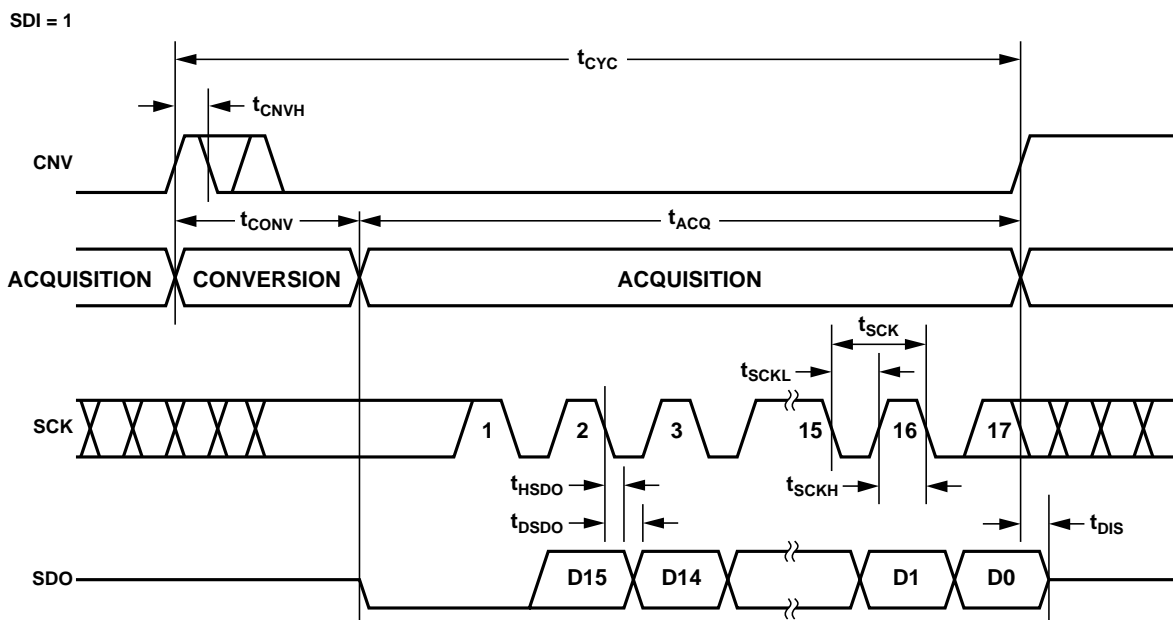 SDI = 1
tCYC
tCNVH
CNV
tCONV
tACQ
ACQUISITION CONVERSION ACQUISITION
tSCK
tSCKL
SCK 1 2 3 15 16 17
tHSDO
tSCKH
tDSDO
tDIS
SDO D15 D14 D1 D0